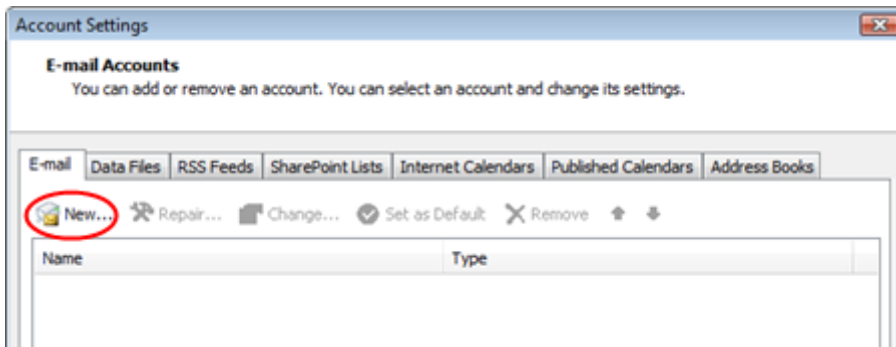 Account Settings
E-mail Accounts
You can add or remove an account. You can select an account and change its settings.
E-mail Data Files RSS Feeds SharePoint Lists Internet Calendars Published Calendars Address Books
New... Repair... Change... Set as Default Remove
Name Type